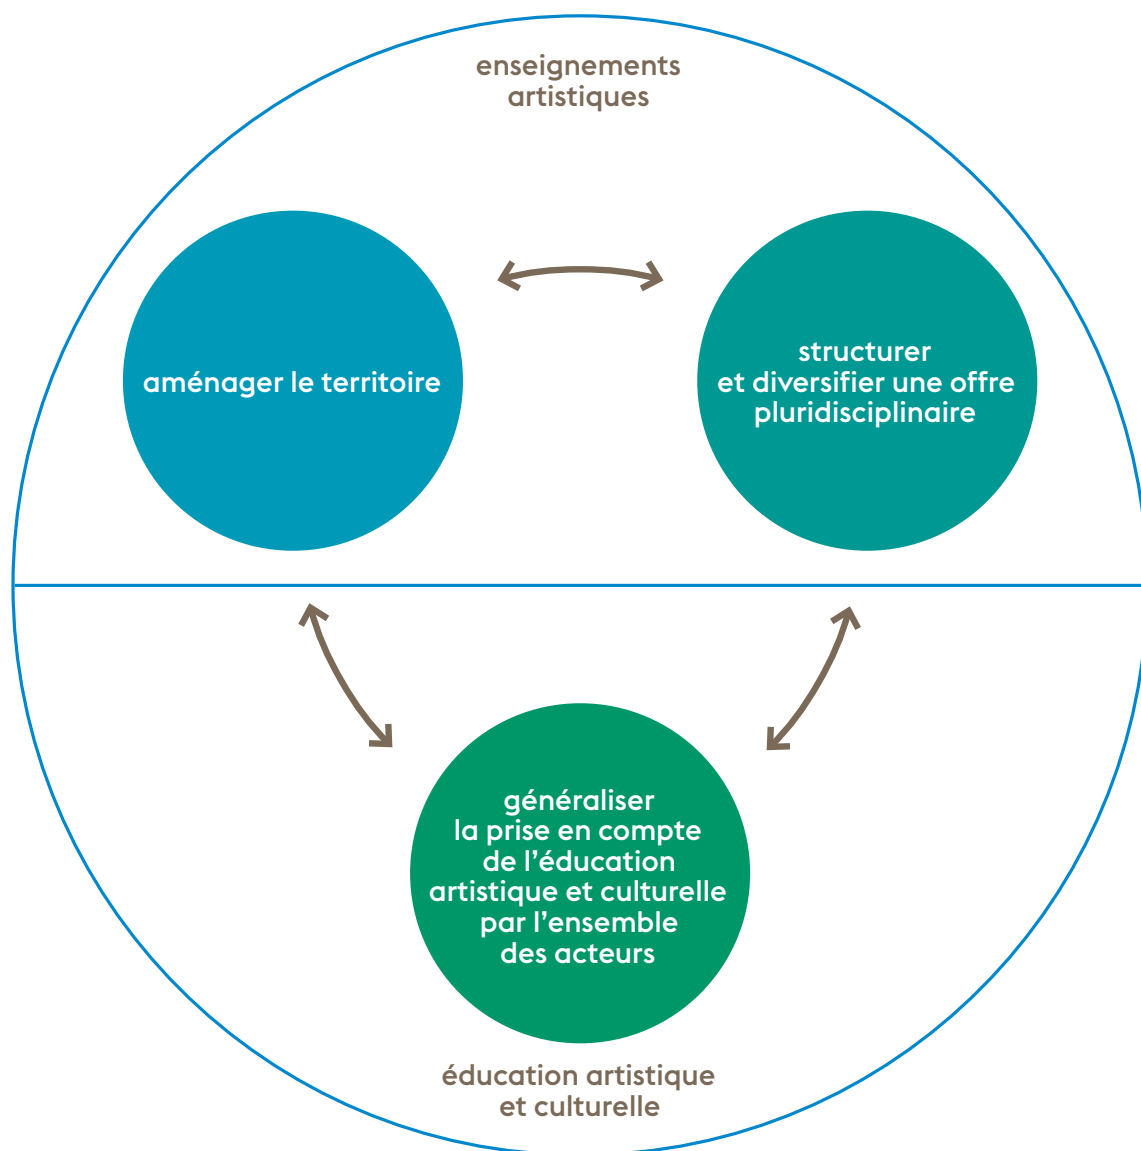 enseignements
artistiques
aménager le territoire
structurer
et diversifier une offre
pluridisciplinaire
généraliser
la prise en compte
de l’éducation
artistique et culturelle
par l’ensemble
des acteurs
éducation artistique
et culturelle